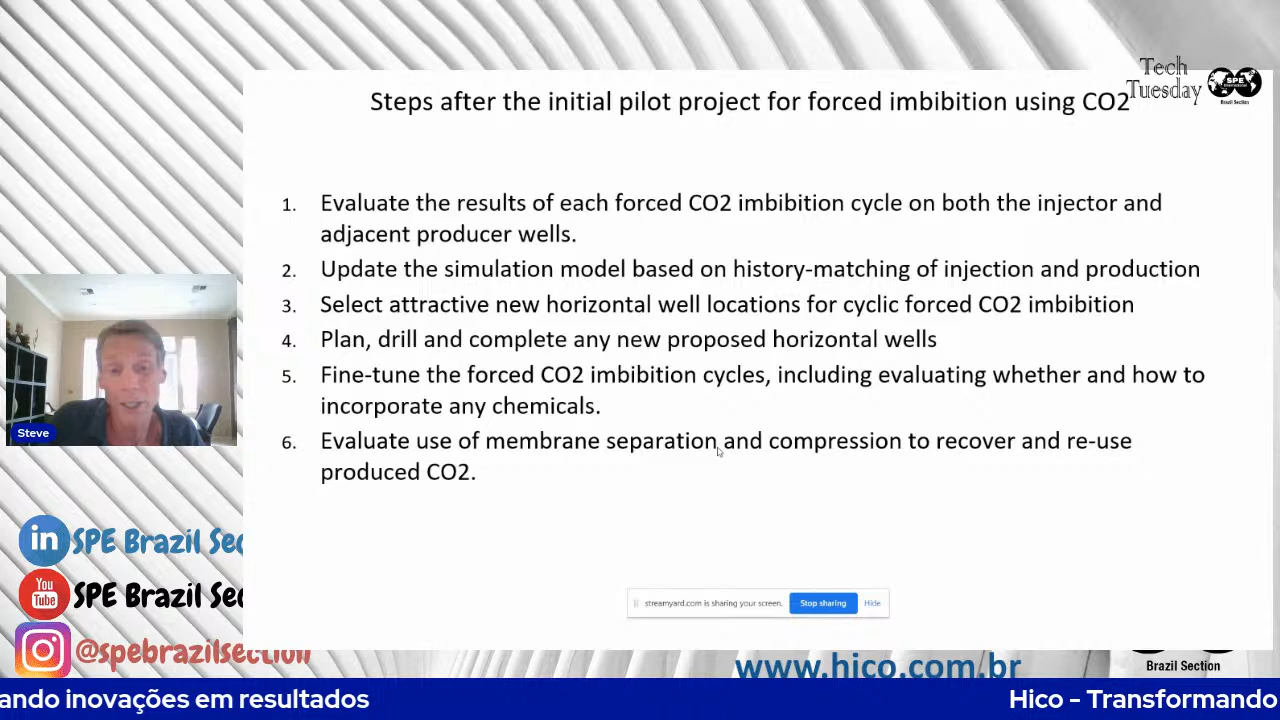 Tech
Tuesday
SPE
International
Brazil Section
Steps after the initial pilot project for forced imbibition using CO2
1. Evaluate the results of each forced CO2 imbibition cycle on both the injector and
adjacent producer wells.
2. Update the simulation model based on history-matching of injection and production
3. Select attractive new horizontal well locations for cyclic forced CO2 imbibition
4. Plan, drill and complete any new proposed horizontal wells
5. Fine-tune the forced CO2 imbibition cycles, including evaluating whether and how to
incorporate any chemicals.
6. Evaluate use of membrane separation and compression to recover and re-use
produced CO2.
Steve
in SPE Brazil Sec
You Tube SPE Brazil Sec
@spebrazilsection
streamyard.com is sharing your screen. Stop sharing Hide
www.hico.com.br
Brazil Section
ando inovações em resultados
Hico - Transformando